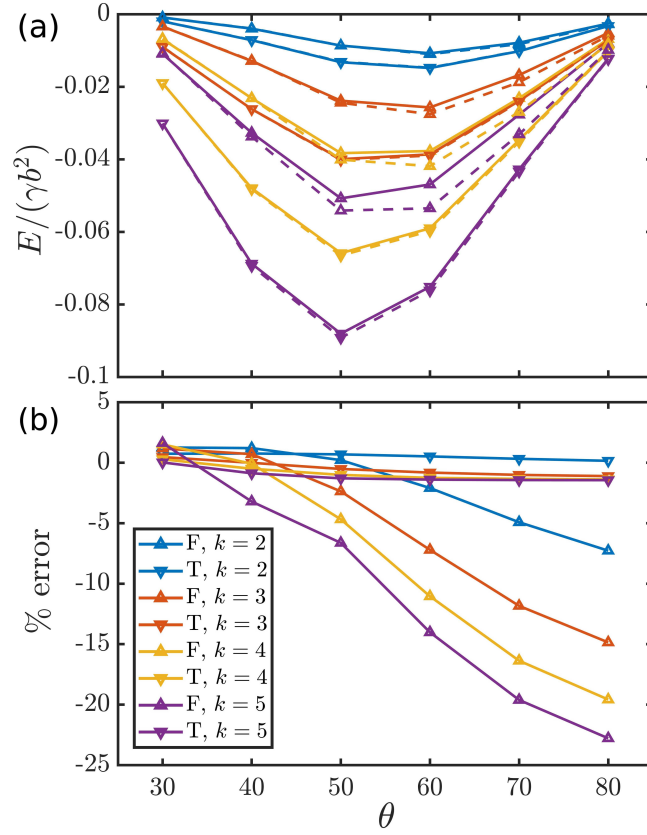 (a)
0
-0.02
-0.04
-0.06
-0.08
-0.1
E/(γb²)
(b)
5
0
-5
-10
-15
-20
-25
% error
F, k = 2
T, k = 2
F, k = 3
T, k = 3
F, k = 4
T, k = 4
F, k = 5
T, k = 5
30 40 50 60 70 80
θ